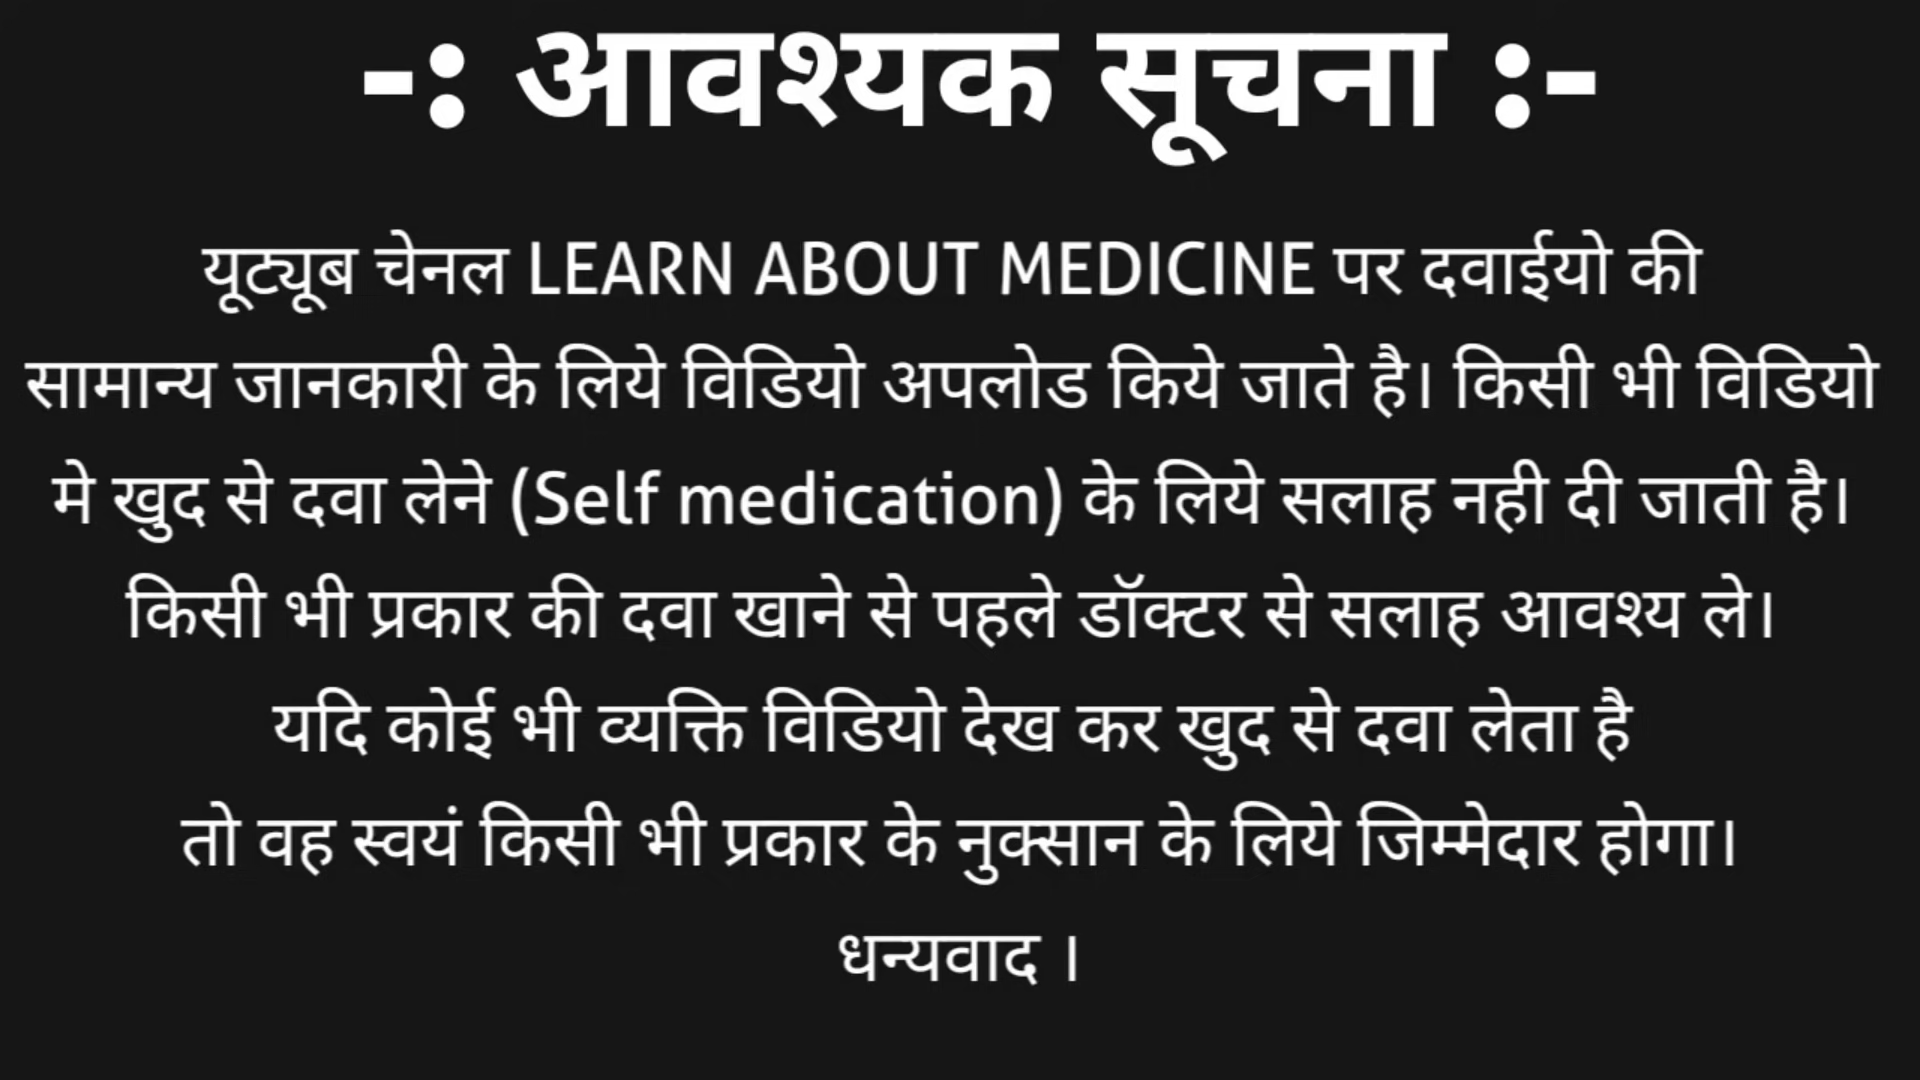 -: आवश्यक सूचना :-
यूट्यूब चेनल LEARN ABOUT MEDICINE पर दवाईयो की
सामान्य जानकारी के लिये विडियो अपलोड किये जाते है। किसी भी विडियो
मे खुद से दवा लेने (Self medication) के लिये सलाह नही दी जाती है।
किसी भी प्रकार की दवा खाने से पहले डॉक्टर से सलाह आवश्य ले।
यदि कोई भी व्यक्ति विडियो देख कर खुद से दवा लेता है
तो वह स्वयं किसी भी प्रकार के नुक्सान के लिये जिम्मेदार होगा।
धन्यवाद ।